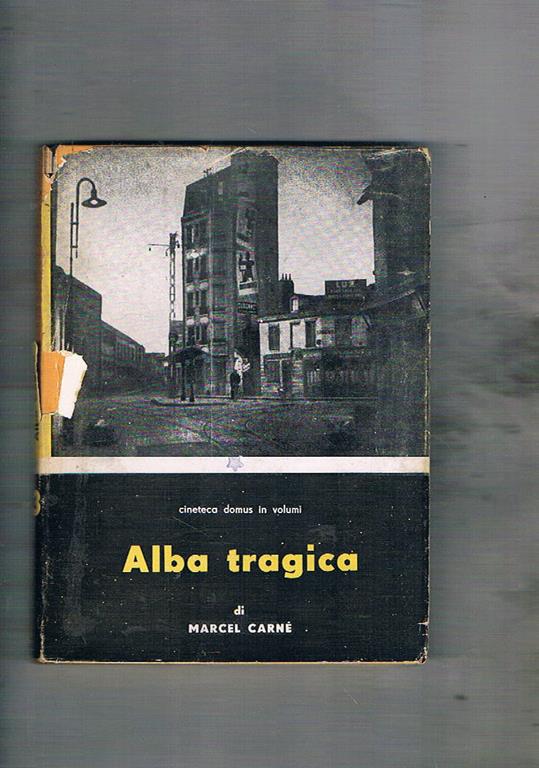 LUX
cineteca domus in volumi
Alba tragica
di
MARCEL CARNÉ